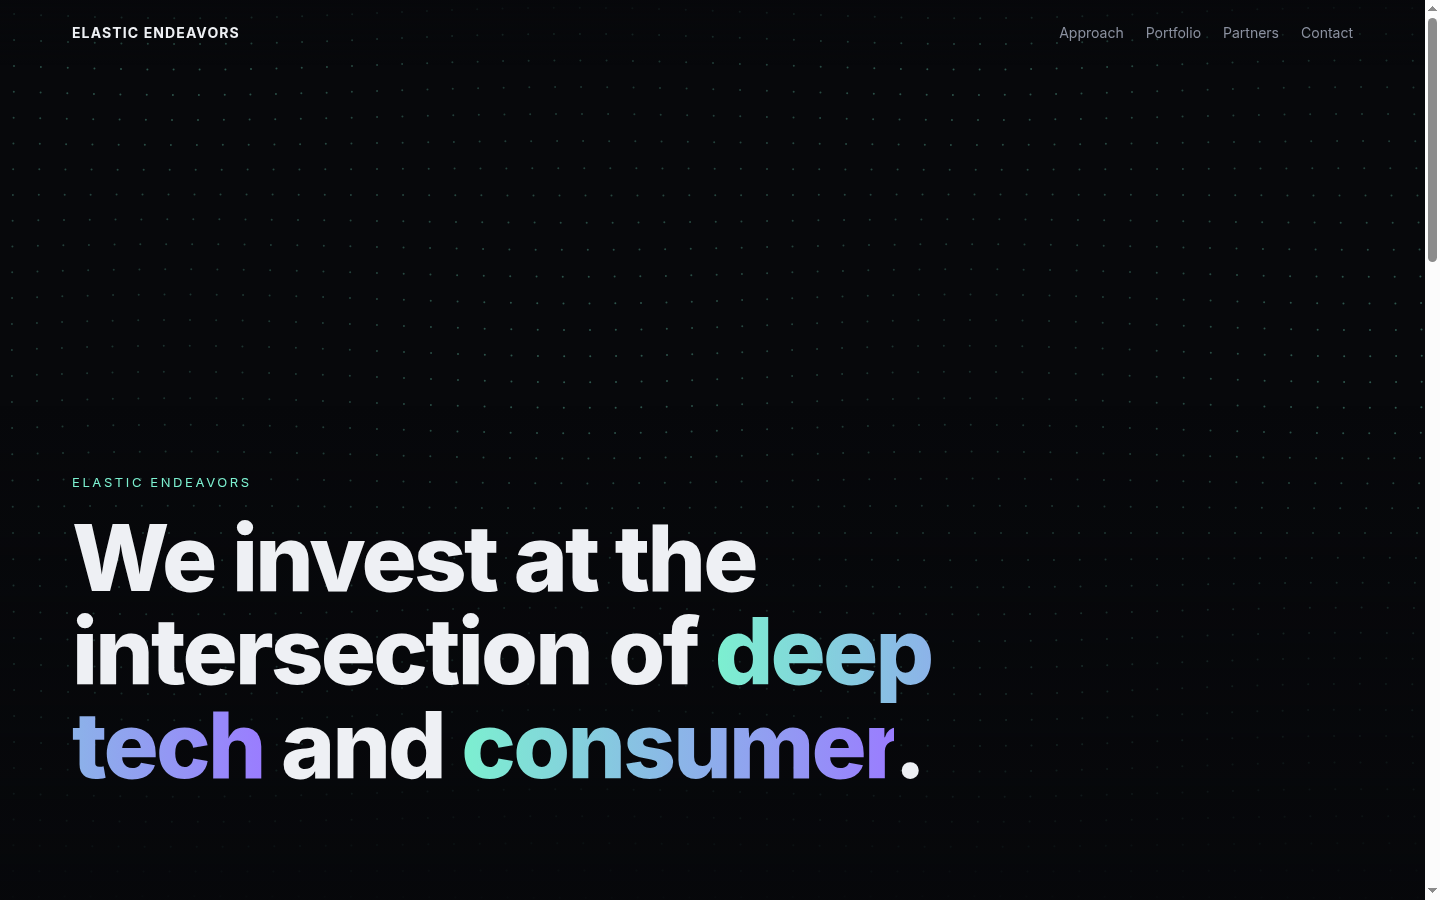 ELASTIC ENDEAVORS
Approach Portfolio Partners Contact
ELASTIC ENDEAVORS
We invest at the
intersection of deep
tech and consumer.